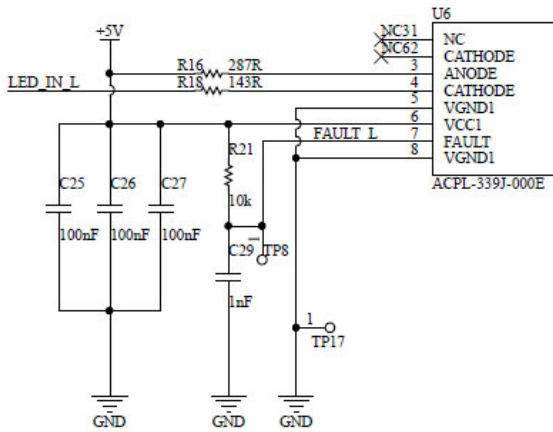 U6
NC31
NC
+5V
NC62
CATHODE
R16
287R
3
ANODE
LED_IN_L
R18
143R
4
CATHODE
5
VGND1
6
VCC1
FAULT_L
7
FAULT
8
VGND1
R21
ACPL-339J-000E
C25
C26
C27
10k
100nF
100nF
100nF
C29
1
TP8
1nF
1
TP17
GND
GND
GND